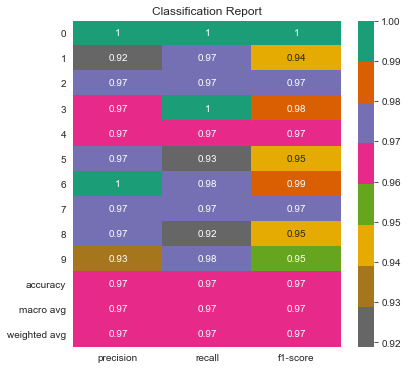 Classification Report
0 1 1 1
1 0.92 0.97 0.94
2 0.97 0.97 0.97
3 0.97 1 0.98
4 0.97 0.97 0.97
5 0.97 0.93 0.95
6 1 0.98 0.99
7 0.97 0.97 0.97
8 0.97 0.92 0.95
9 0.93 0.98 0.95
accuracy 0.97 0.97 0.97
macro avg 0.97 0.97 0.97
weighted avg 0.97 0.97 0.97
precision recall f1-score
1.00
0.99
0.98
0.97
0.96
0.95
0.94
0.93
0.92